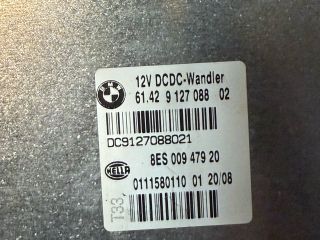 BMW
12V DCDC-Wandler
61.42 9 127 088 02
DC9127088021
8ES 009 479 20
HELLA
0111580110 01 20/08
T33